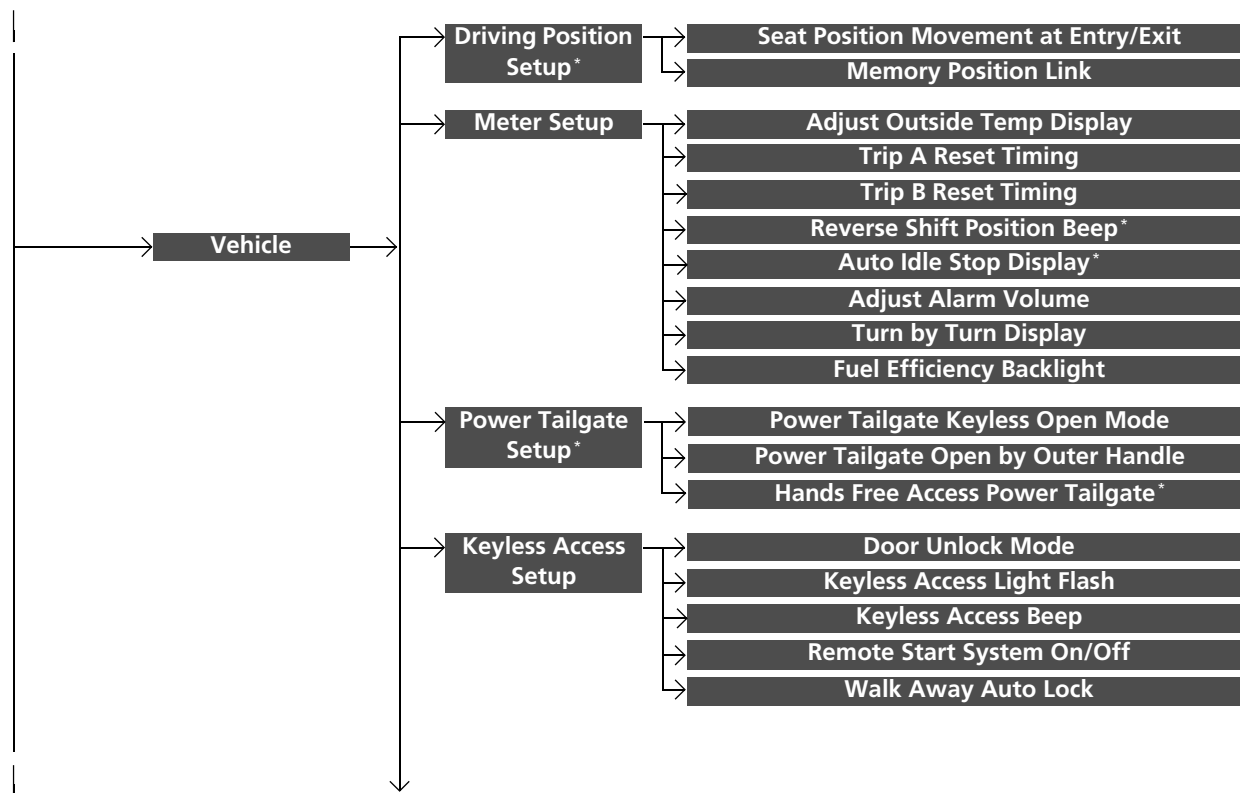 Vehicle
Driving Position
Setup*
Seat Position Movement at Entry/Exit
Memory Position Link
Meter Setup
Adjust Outside Temp Display
Trip A Reset Timing
Trip B Reset Timing
Reverse Shift Position Beep*
Auto Idle Stop Display*
Adjust Alarm Volume
Turn by Turn Display
Fuel Efficiency Backlight
Power Tailgate
Setup*
Power Tailgate Keyless Open Mode
Power Tailgate Open by Outer Handle
Hands Free Access Power Tailgate*
Keyless Access
Setup
Door Unlock Mode
Keyless Access Light Flash
Keyless Access Beep
Remote Start System On/Off
Walk Away Auto Lock